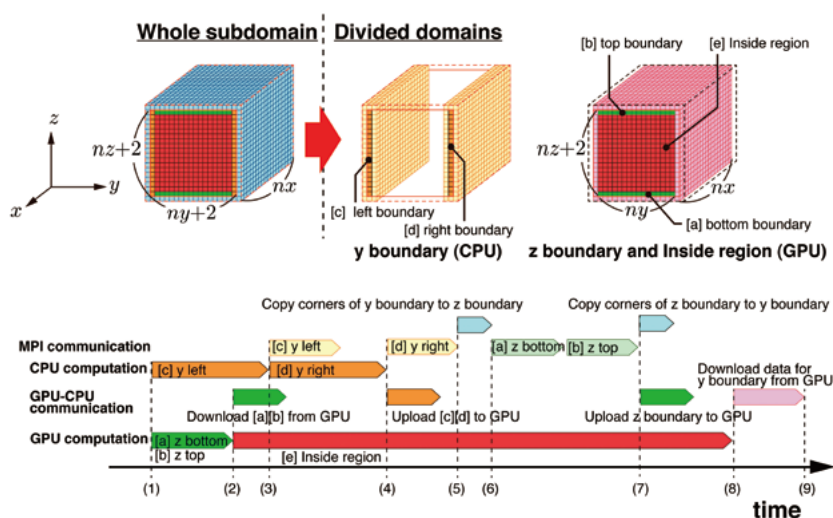 Whole subdomain
Divided domains
[b] top boundary
[e] Inside region
z
y
x
nz+2
ny+2
nx
[c] left boundary
[d] right boundary
y boundary (CPU)
nz+2
ny
nx
[a] bottom boundary
z boundary and Inside region (GPU)
Copy corners of y boundary to z boundary
Copy corners of z boundary to y boundary
MPI communication
[c] y left
[d] y right
[a] z bottom
[b] z top
CPU computation
[c] y left
[d] y right
Download data for
y boundary from GPU
GPU-CPU
communication
Download [a][b] from GPU
Upload [c][d] to GPU
Upload z boundary to GPU
GPU computation
[a] z bottom
[b] z top
[e] Inside region
(1)
(2)
(3)
(4)
(5)
(6)
(7)
(8)
(9)
time